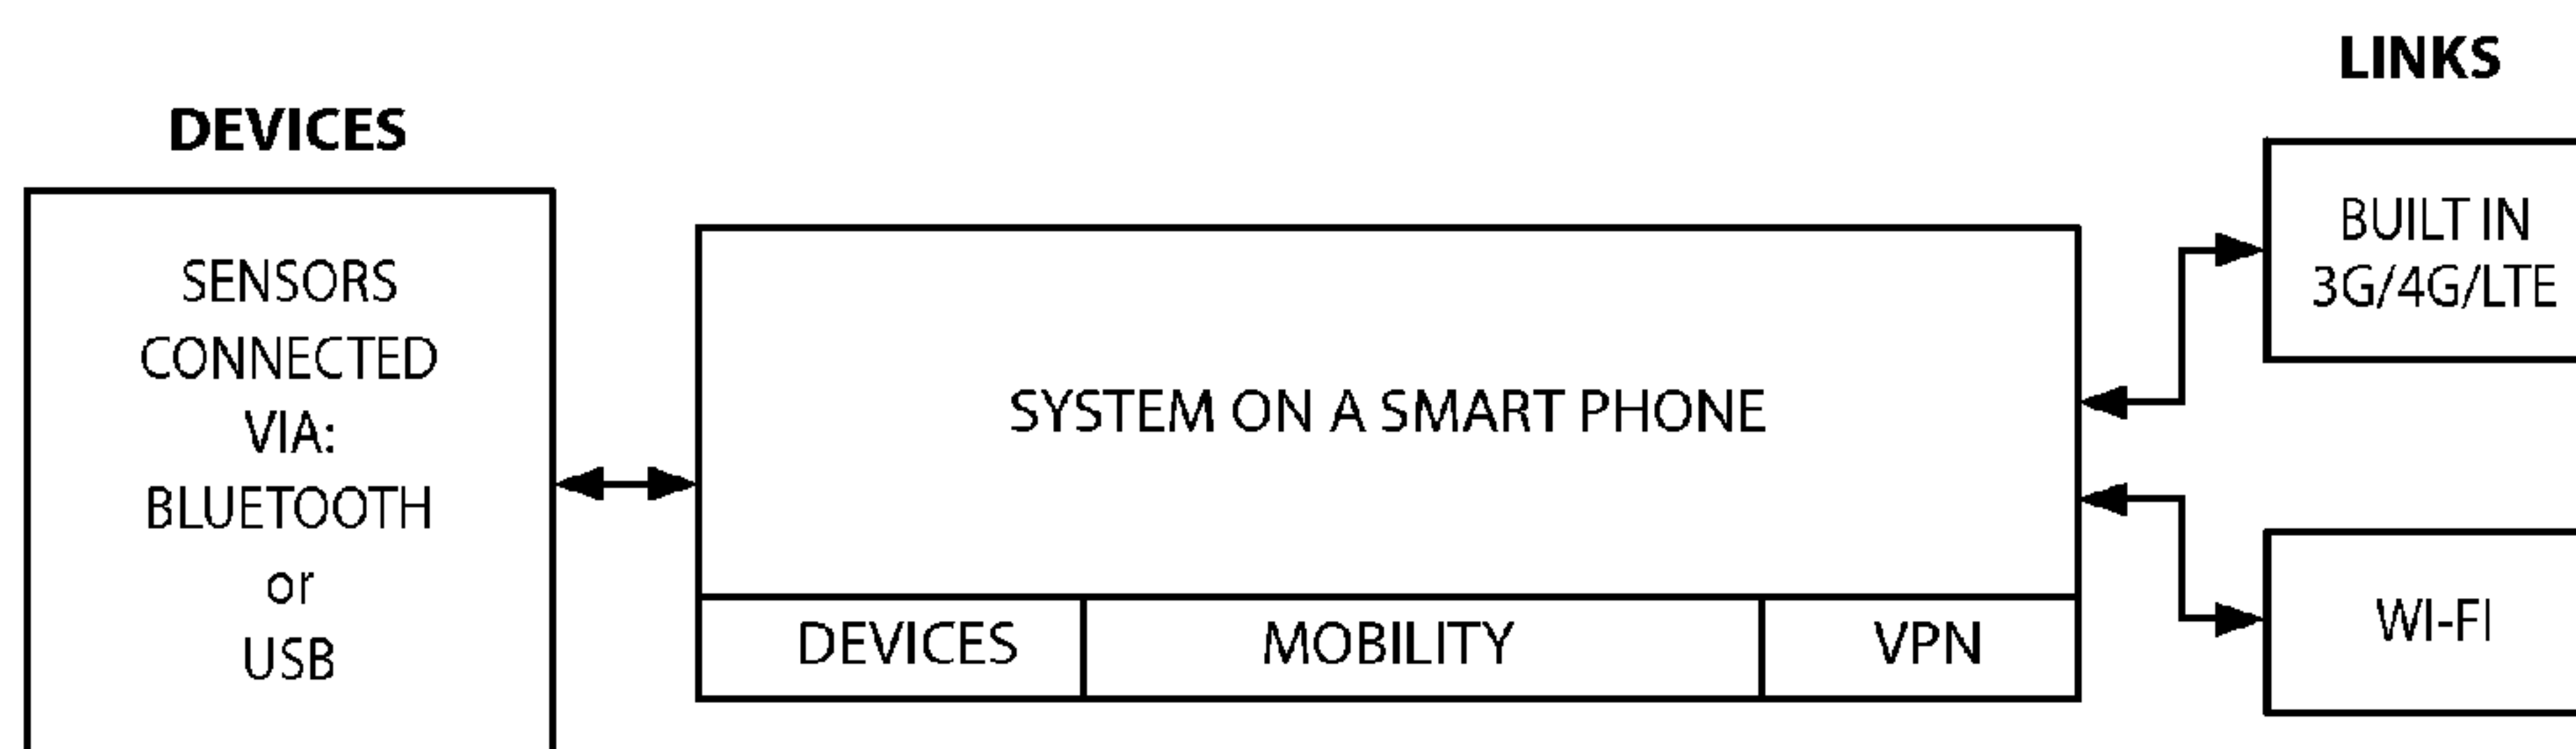 DEVICES
SENSORS
CONNECTED
VIA:
BLUETOOTH
or
USB
SYSTEM ON A SMART PHONE
DEVICES
MOBILITY
VPN
LINKS
BUILT IN
3G/4G/LTE
WI-FI